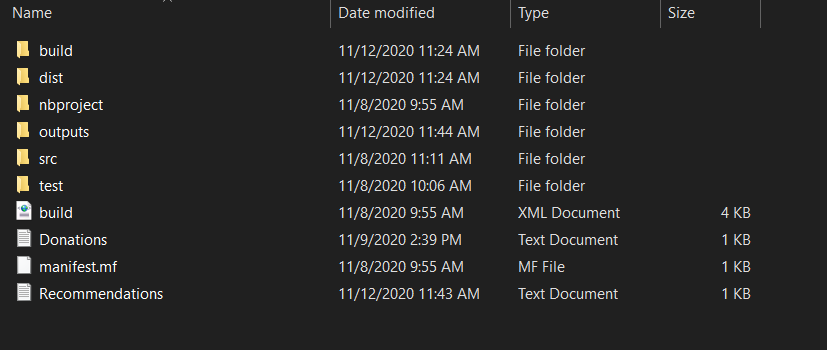 Name Date modified Type Size
build 11/12/2020 11:24 AM File folder
dist 11/12/2020 11:24 AM File folder
nbproject 11/8/2020 9:55 AM File folder
outputs 11/12/2020 11:44 AM File folder
src 11/8/2020 11:11 AM File folder
test 11/8/2020 10:06 AM File folder
build 11/8/2020 9:55 AM XML Document 4 KB
Donations 11/9/2020 2:39 PM Text Document 1 KB
manifest.mf 11/8/2020 9:55 AM MF File 1 KB
Recommendations 11/12/2020 11:43 AM Text Document 1 KB